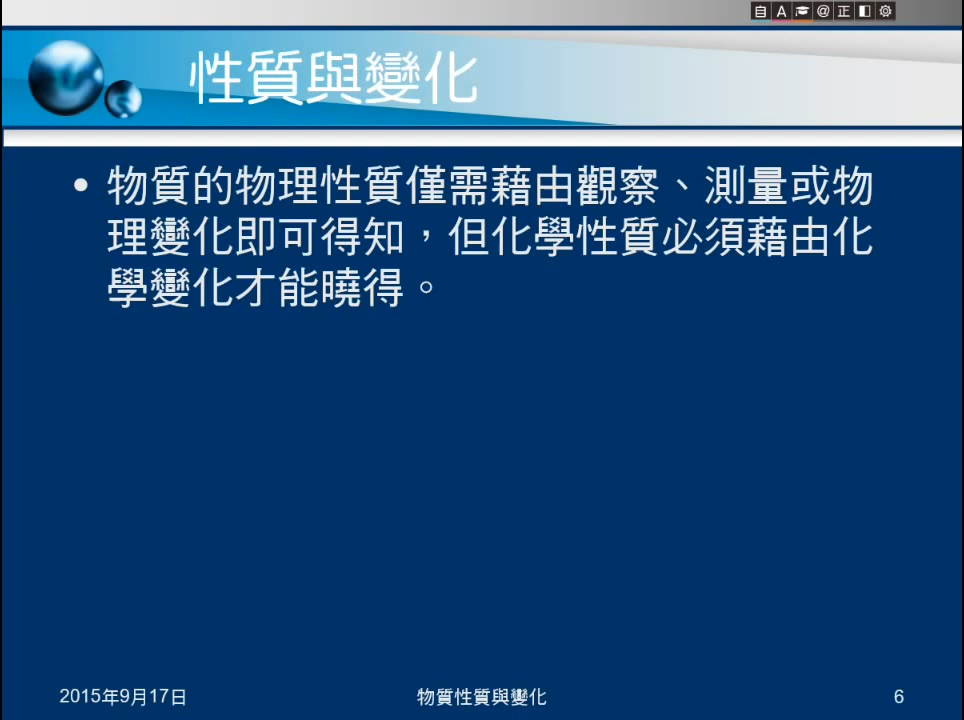 自 A @ 正
性質與變化
• 物質的物理性質僅需藉由觀察、測量或物
理變化即可得知，但化學性質必須藉由化
學變化才能曉得。
2015年9月17日 物質性質與變化 6